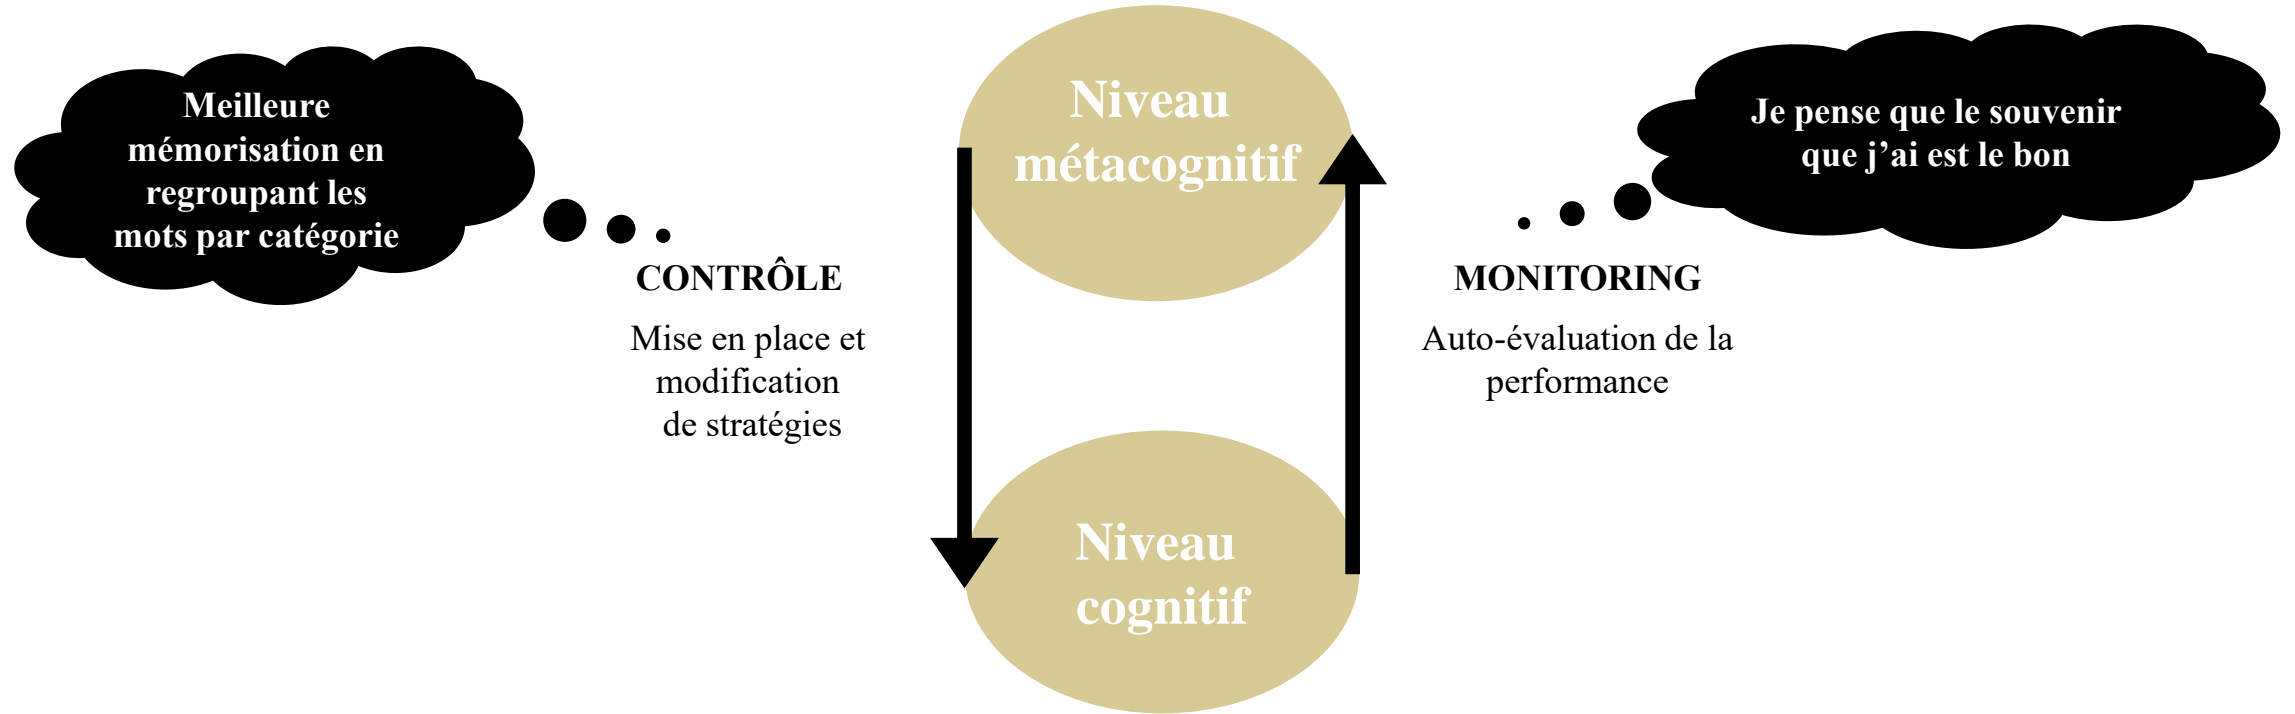 Meilleure
mémorisation en
regroupant les
mots par catégorie
CONTRÔLE
Mise en place et
modification
de stratégies
Niveau
métacognitif
Niveau
cognitif
MONITORING
Auto-évaluation de la
performance
Je pense que le souvenir
que j’ai est le bon